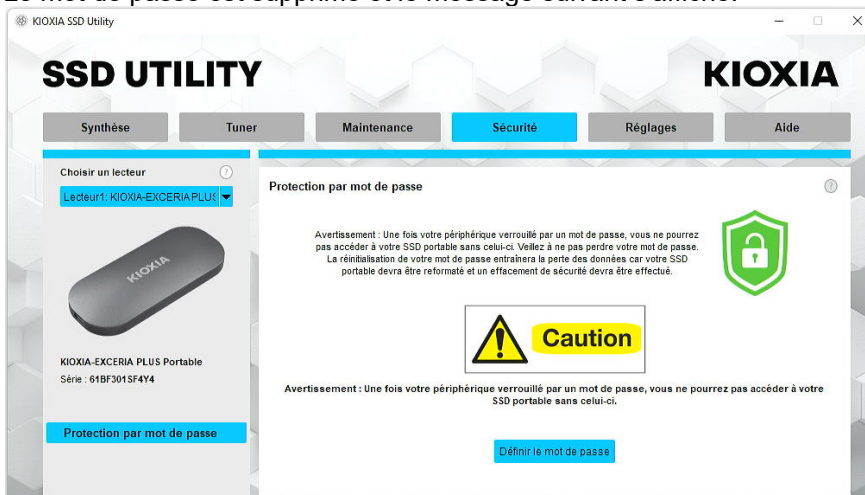 Le mot de passe est supprimé et le message suivant s'affiche.
KIOXIA SSD Utility
SSD UTILITY
KIOXIA
Synthèse Tuner Maintenance Sécurité Réglages Aide
Choisir un lecteur ?
Lecteur1: KIOXIA-EXCERIA PLUS
KIOXIA
KIOXIA-EXCERIA PLUS Portable
Série : 61BF301SF4Y4
Protection par mot de passe
Protection par mot de passe ?
Avertissement : Une fois votre périphérique verrouillé par un mot de passe, vous ne pourrez
pas accéder à votre SSD portable sans celui-ci. Veillez à ne pas perdre votre mot de passe.
La réinitialisation de votre mot de passe entraînera la perte des données car votre SSD
portable devra être reformaté et un effacement de sécurité devra être effectué.
Caution
Avertissement : Une fois votre périphérique verrouillé par un mot de passe, vous ne pourrez pas accéder à votre
SSD portable sans celui-ci.
Définir le mot de passe